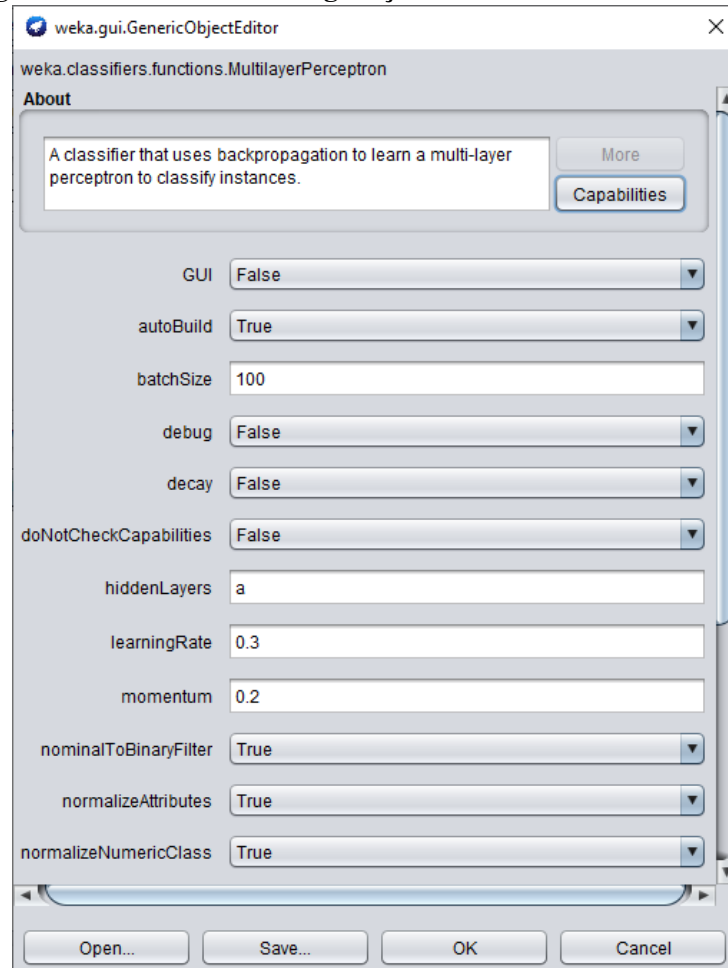 weka.gui.GenericObjectEditor
weka.classifiers.functions.MultilayerPerceptron
About
A classifier that uses backpropagation to learn a multi-layer
perceptron to classify instances.
More
Capabilities
GUI False
autoBuild True
batchSize 100
debug False
decay False
doNotCheckCapabilities False
hiddenLayers a
learningRate 0.3
momentum 0.2
nominalToBinaryFilter True
normalizeAttributes True
normalizeNumericClass True
Open... Save... OK Cancel